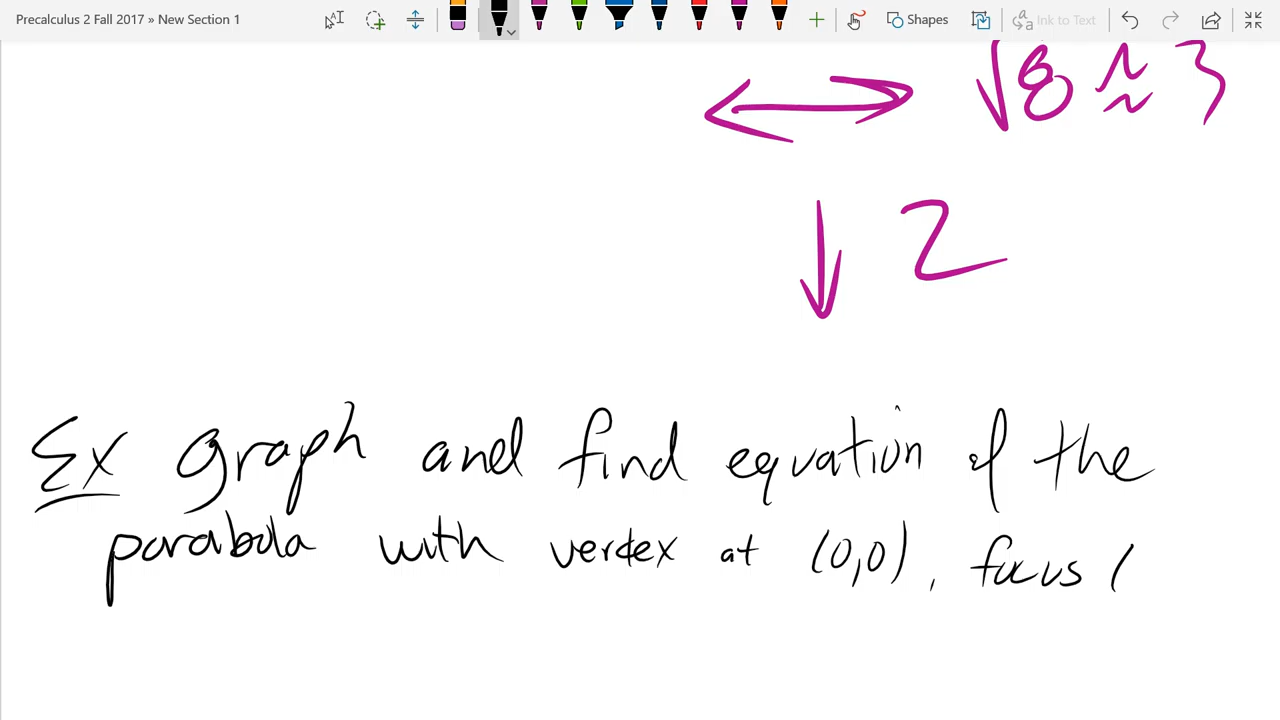 Precalculus 2 Fall 2017 » New Section 1
Shapes
Ink to Text
√8 ≈ 3
2
Ex graph and find equation of the
parabola with vertex at (0,0), focus (